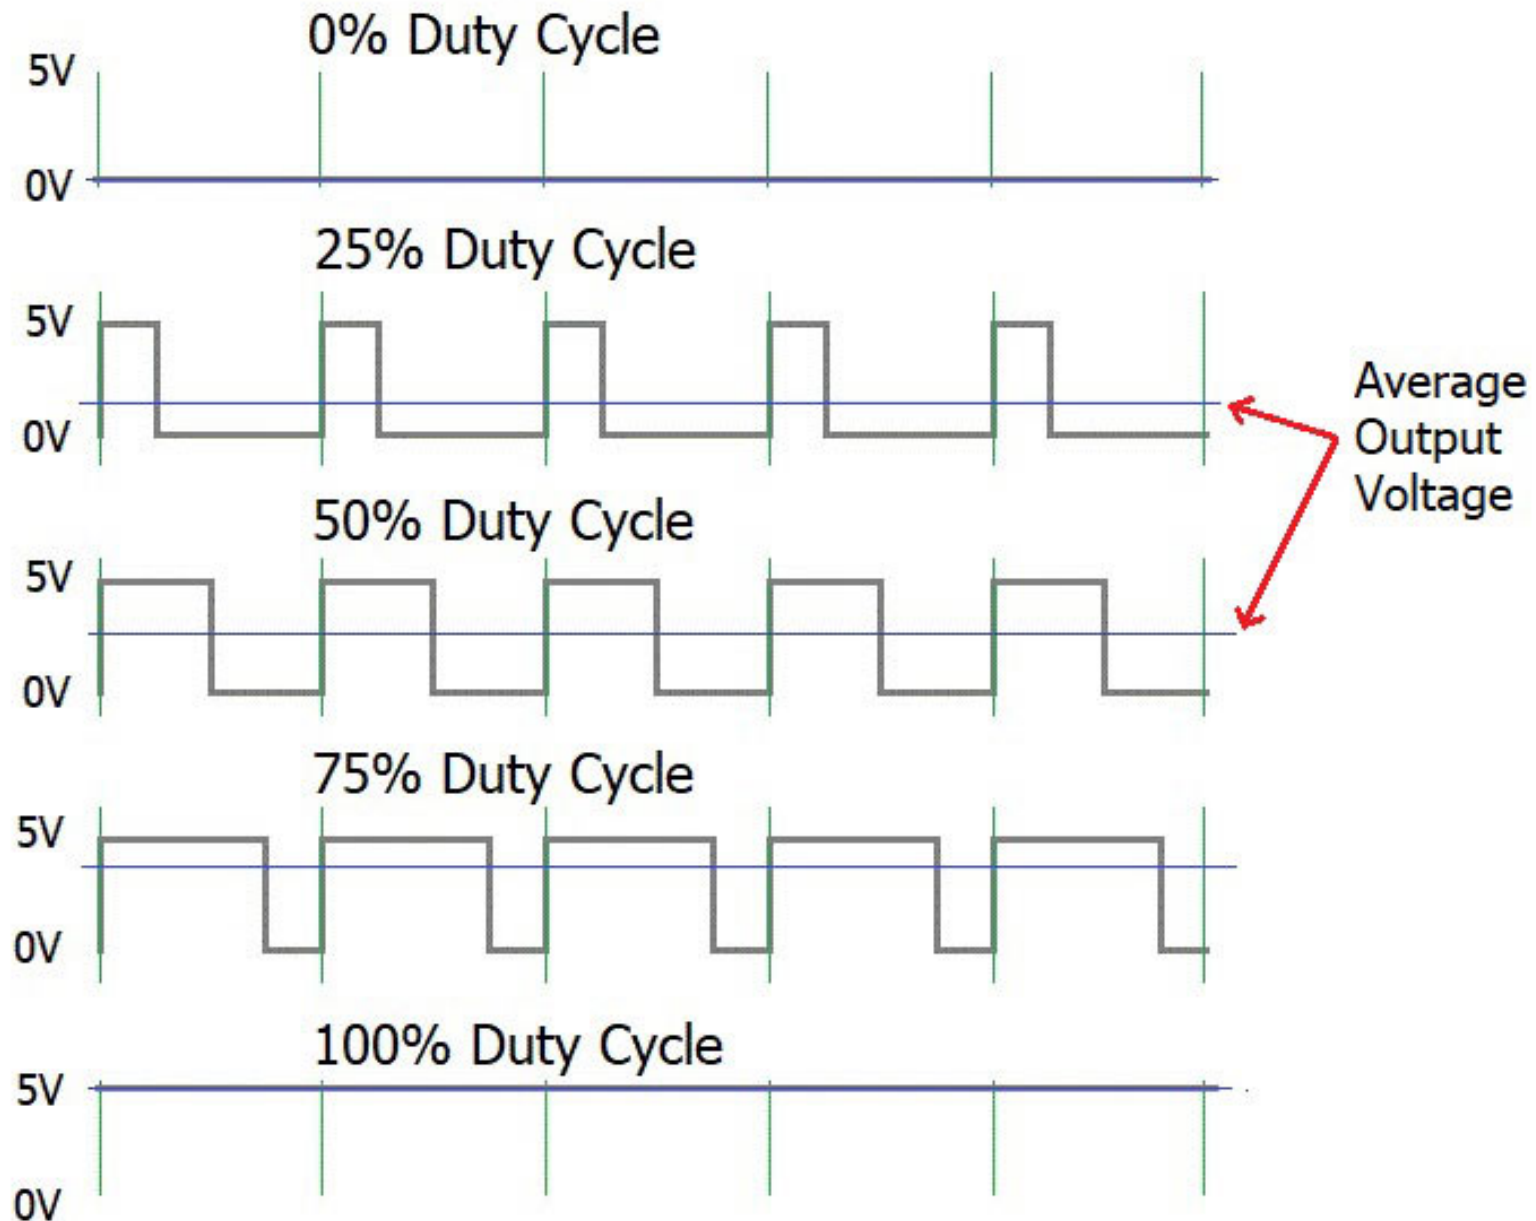 0% Duty Cycle
5V
0V
25% Duty Cycle
5V
0V
Average
Output
Voltage
50% Duty Cycle
5V
0V
75% Duty Cycle
5V
0V
100% Duty Cycle
5V
0V